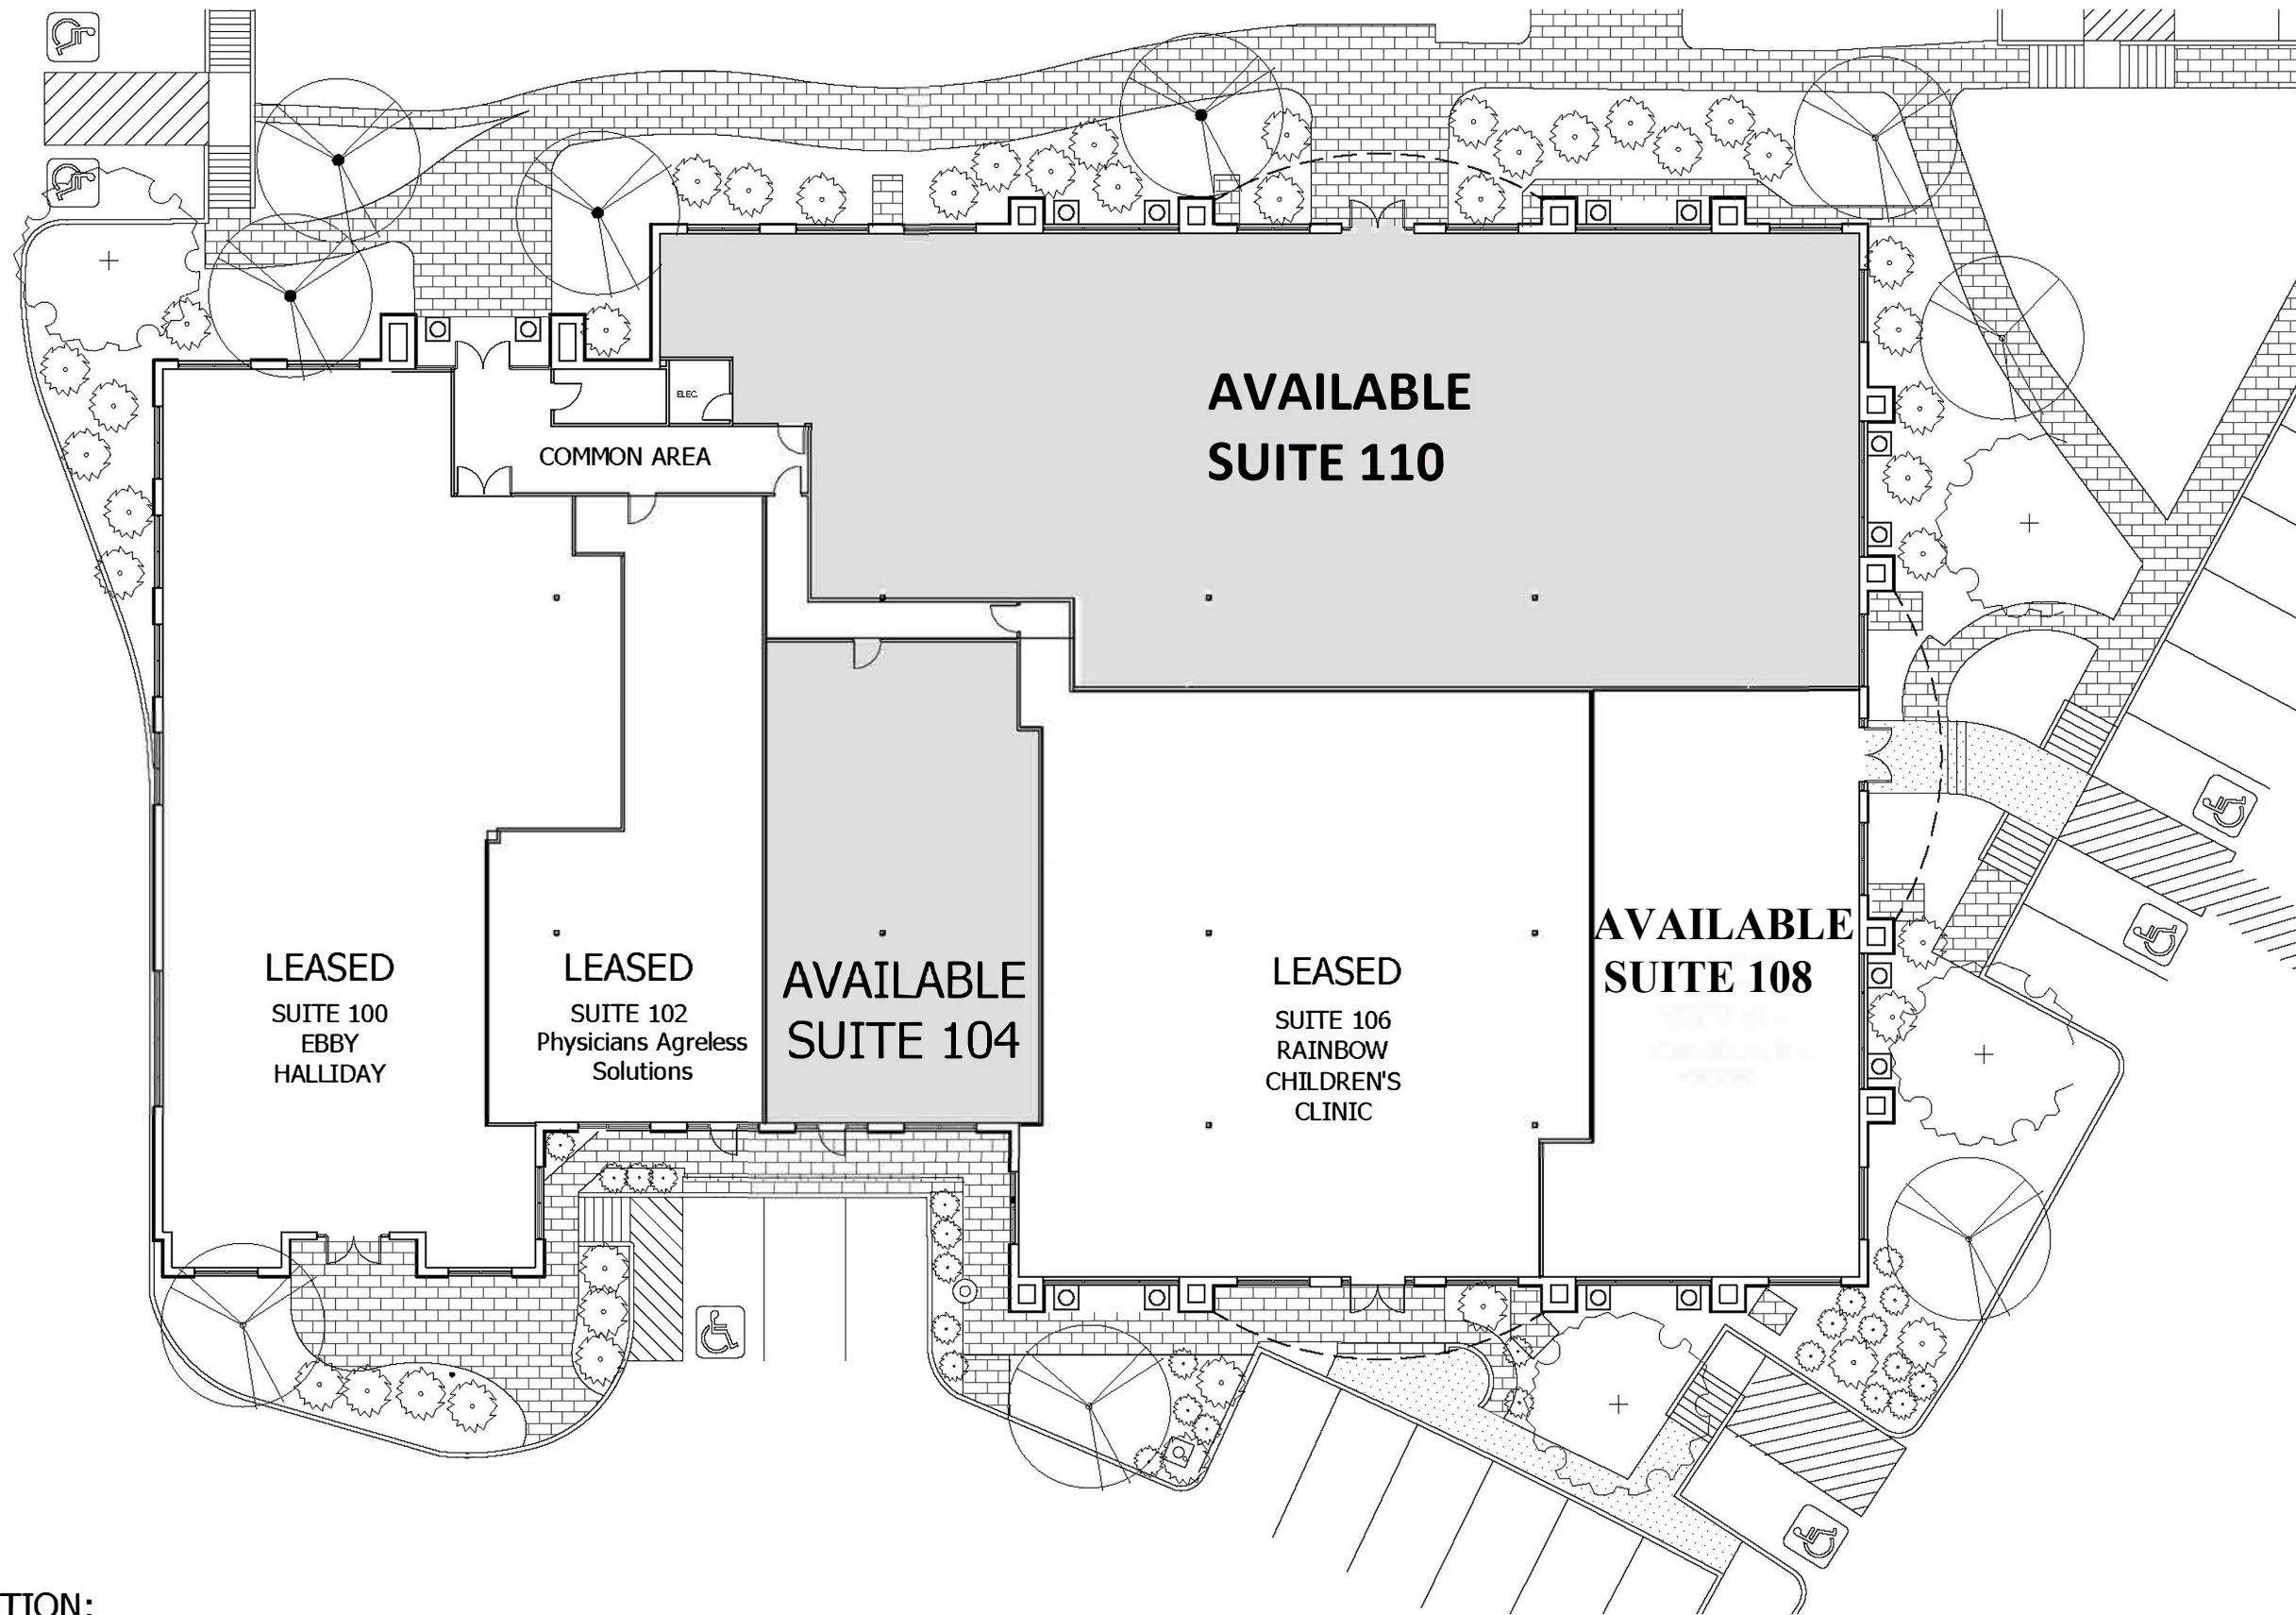 AVAILABLE
SUITE 110
ELEC.
COMMON AREA
LEASED
SUITE 100
EBBY
HALLIDAY
LEASED
SUITE 102
Physicians Agreless
Solutions
AVAILABLE
SUITE 104
LEASED
SUITE 106
RAINBOW
CHILDREN'S
CLINIC
AVAILABLE
SUITE 108
TION: